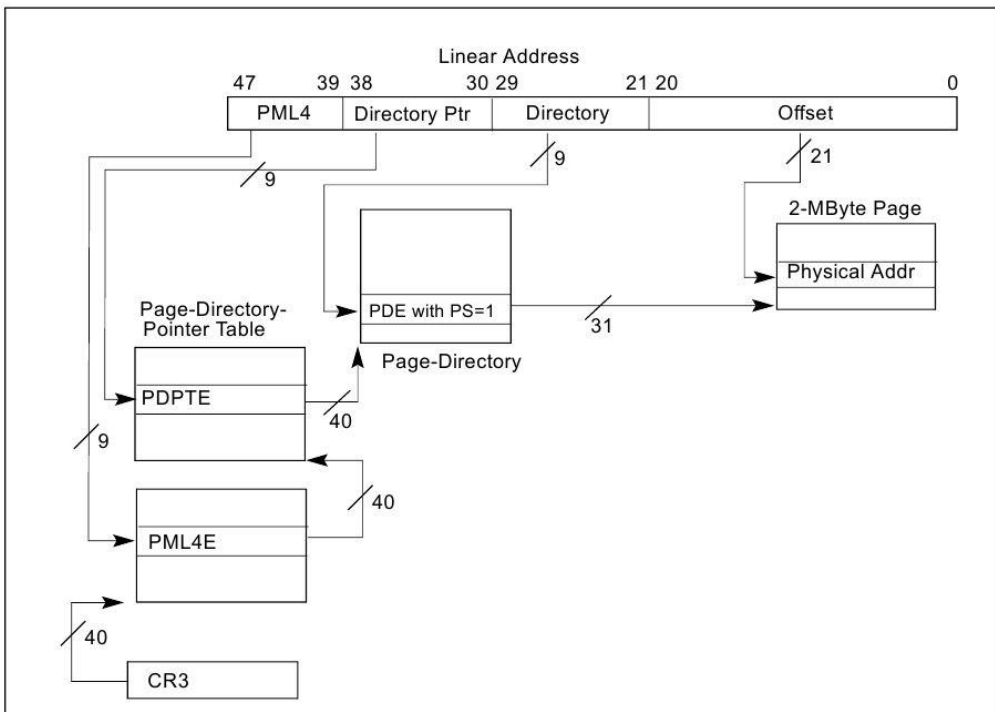 Linear Address
47 39 38 30 29 21 20 0
PML4 Directory Ptr Directory Offset
9 9 21
2-MByte Page
Physical Addr
PDE with PS=1
31
Page-Directory-
Pointer Table
Page-Directory
PDPTE
40
9
40
PML4E
40
CR3